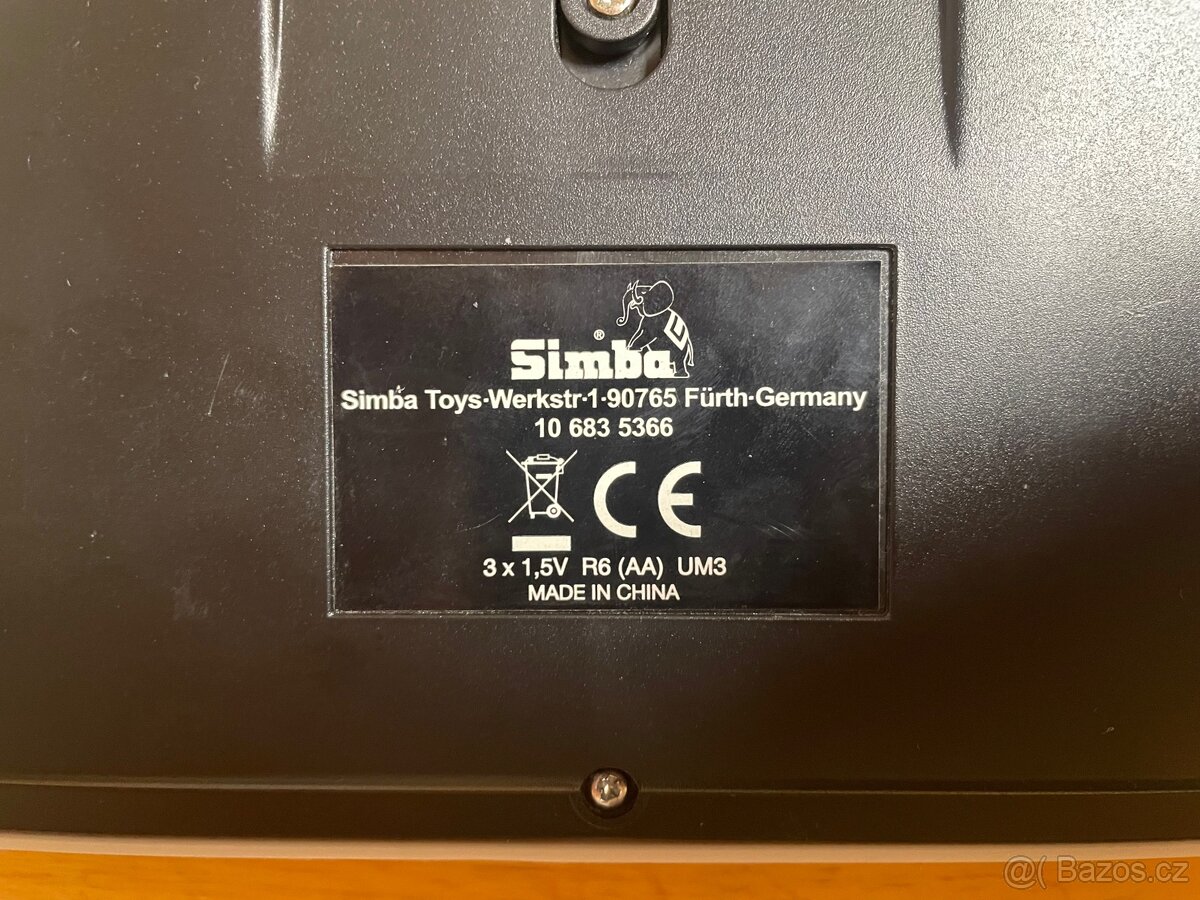 Simba®
Simba Toys·Werkstr·1·90765 Fürth·Germany
10 683 5366
CE
3 x 1,5V R6 (AA) UM3
MADE IN CHINA
@( Bazos.cz